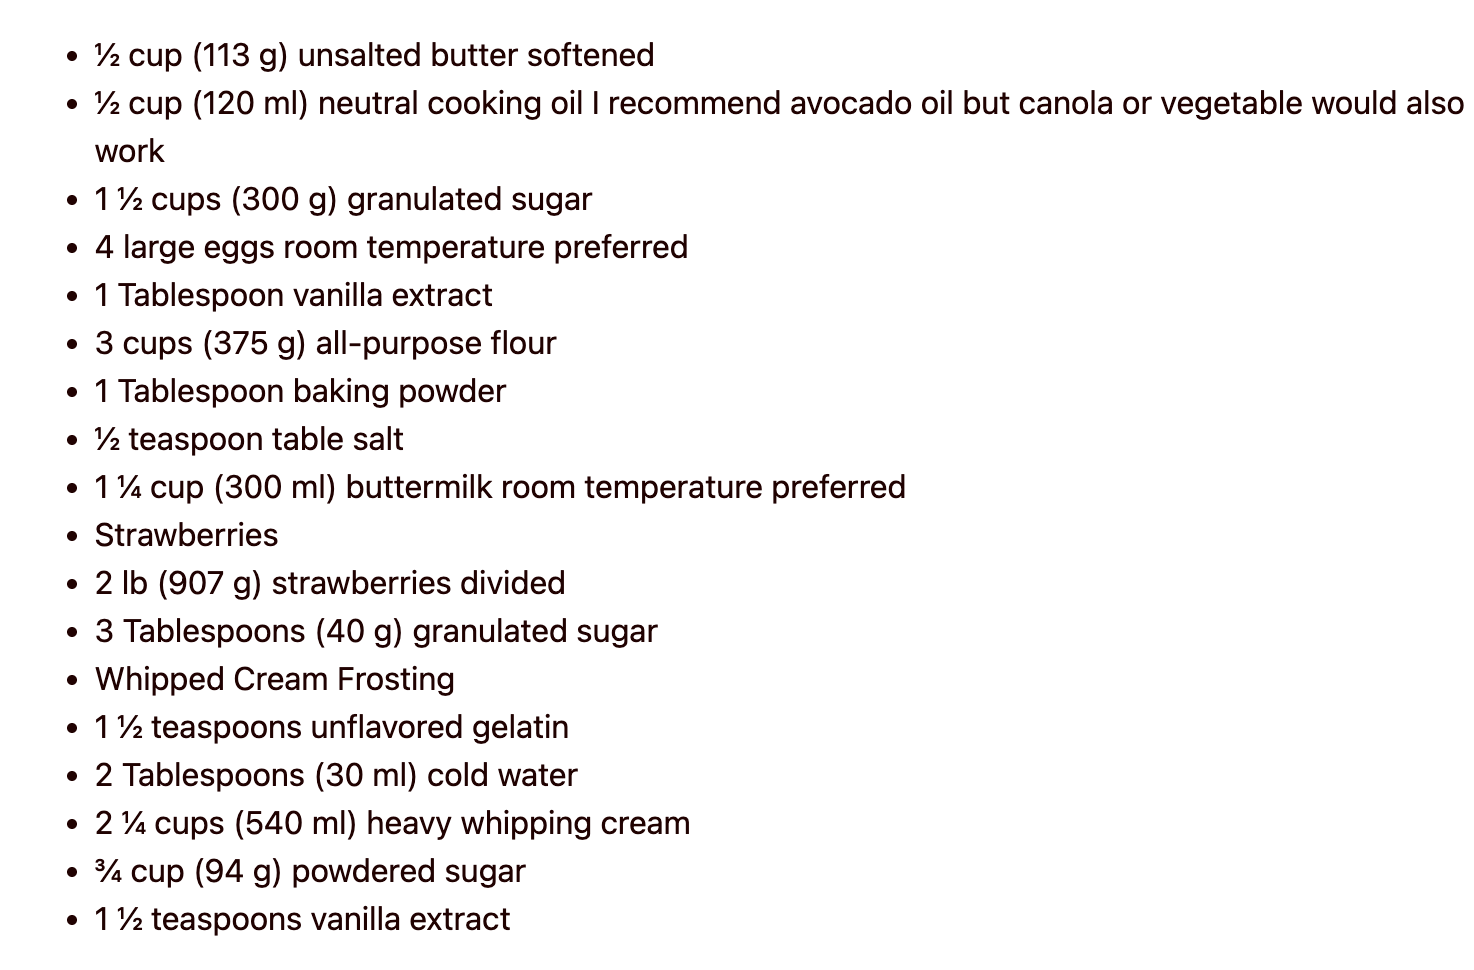 • ½ cup (113 g) unsalted butter softened
• ½ cup (120 ml) neutral cooking oil I recommend avocado oil but canola or vegetable would also
work
• 1 ½ cups (300 g) granulated sugar
• 4 large eggs room temperature preferred
• 1 Tablespoon vanilla extract
• 3 cups (375 g) all-purpose flour
• 1 Tablespoon baking powder
• ½ teaspoon table salt
• 1 ¼ cup (300 ml) buttermilk room temperature preferred
• Strawberries
• 2 lb (907 g) strawberries divided
• 3 Tablespoons (40 g) granulated sugar
• Whipped Cream Frosting
• 1 ½ teaspoons unflavored gelatin
• 2 Tablespoons (30 ml) cold water
• 2 ¼ cups (540 ml) heavy whipping cream
• ¾ cup (94 g) powdered sugar
• 1 ½ teaspoons vanilla extract